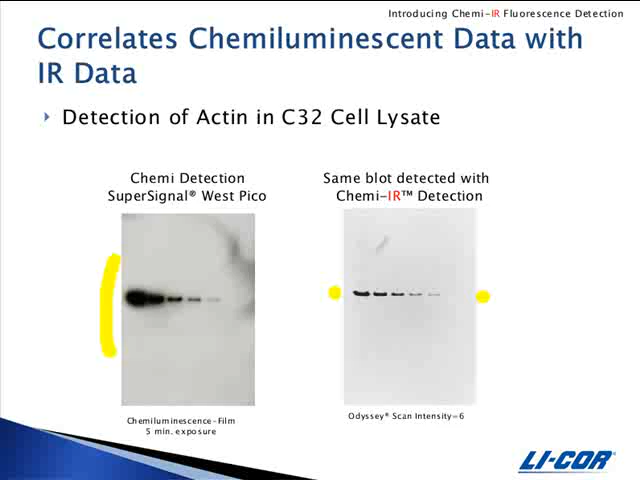 Introducing Chemi-IR Fluorescence Detection
Correlates Chemiluminescent Data with
IR Data
Detection of Actin in C32 Cell Lysate
Chemi Detection
SuperSignal® West Pico
Same blot detected with
Chemi-IR™ Detection
Chemiluminescence-Film
5 min. exposure
Odyssey® Scan Intensity=6
LI-COR®